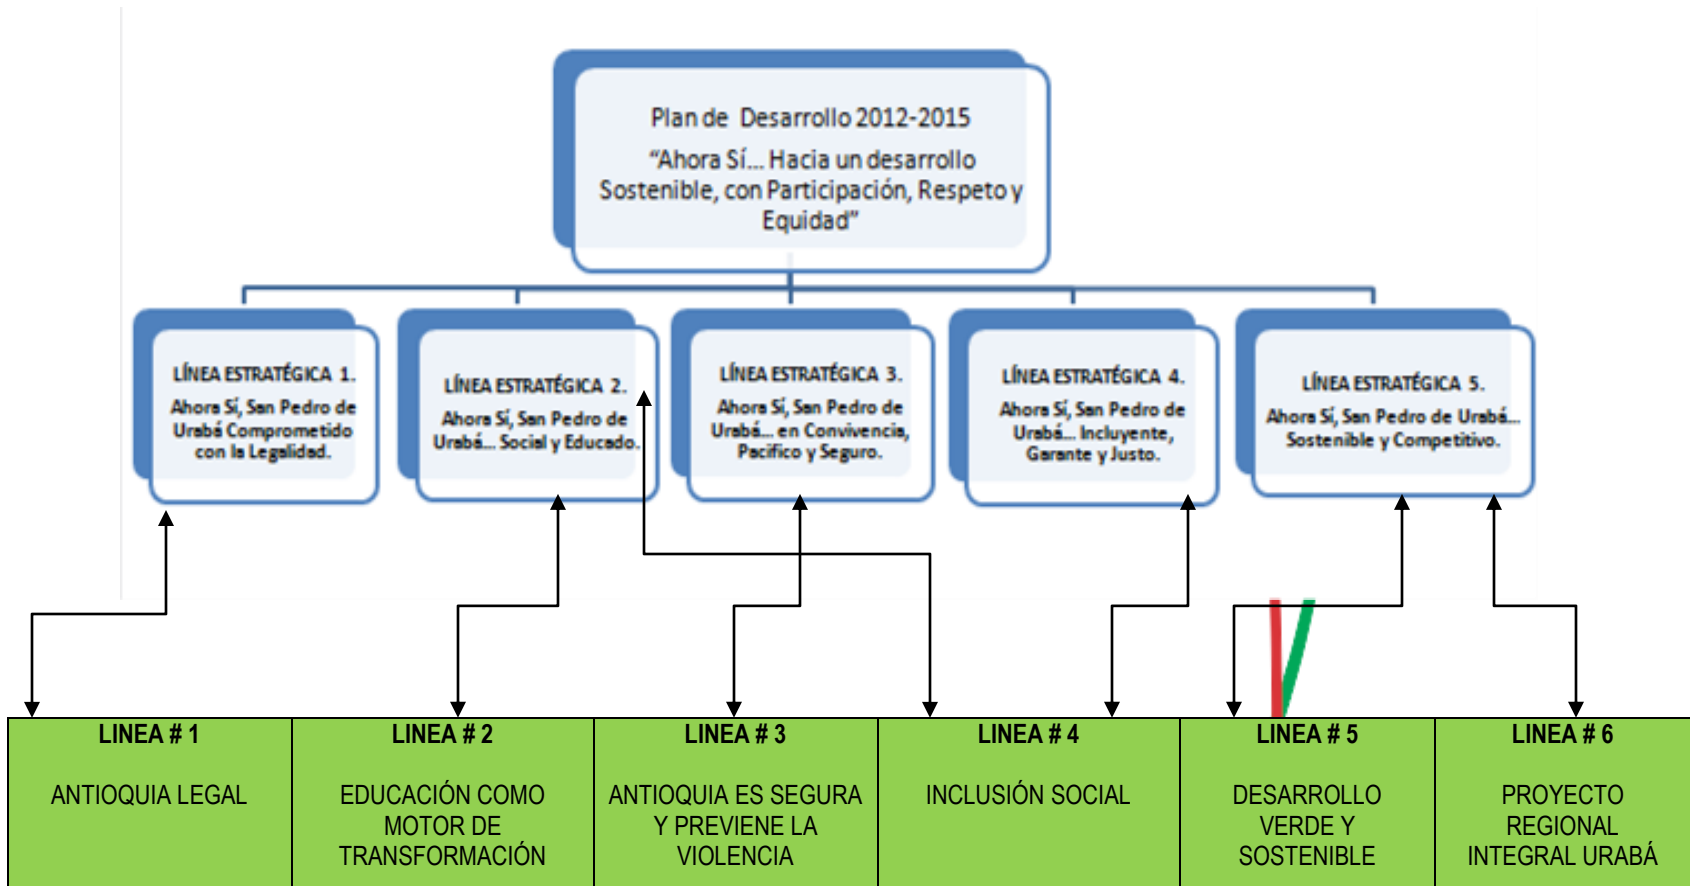 Plan de Desarrollo 2012-2015
“Ahora Sí... Hacia un desarrollo
Sostenible, con Participación, Respeto y
Equidad”
LÍNEA ESTRATÉGICA 1.
Ahora Sí, San Pedro de
Urabá Comprometido
con la Legalidad.
LÍNEA ESTRATÉGICA 2.
Ahora Sí, San Pedro de
Urabá... Social y Educado.
LÍNEA ESTRATÉGICA 3.
Ahora Sí, San Pedro de
Urabá... en Convivencia,
Pacífico y Seguro.
LÍNEA ESTRATÉGICA 4.
Ahora Sí, San Pedro de
Urabá... Incluyente,
Garante y Justo.
LÍNEA ESTRATÉGICA 5.
Ahora Sí, San Pedro de Urabá...
Sostenible y Competitivo.
LINEA # 1
ANTIOQUIA LEGAL
LINEA # 2
EDUCACIÓN COMO
MOTOR DE
TRANSFORMACIÓN
LINEA # 3
ANTIOQUIA ES SEGURA
Y PREVIENE LA
VIOLENCIA
LINEA # 4
INCLUSIÓN SOCIAL
LINEA # 5
DESARROLLO
VERDE Y
SOSTENIBLE
LINEA # 6
PROYECTO
REGIONAL
INTEGRAL URABÁ